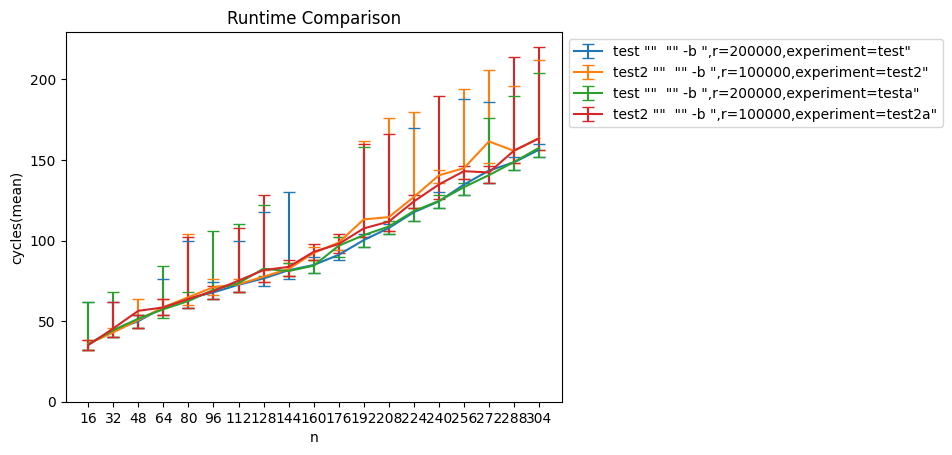 Runtime Comparison
test "" "" -b ",r=200000,experiment=test"
test2 "" "" -b ",r=100000,experiment=test2"
test "" "" -b ",r=200000,experiment=testa"
test2 "" "" -b ",r=100000,experiment=test2a"
cycles(mean)
200
150
100
50
0
16 32 48 64 80 96 112 128 144 160 176 192 208 224 240 256 272 288 304
n